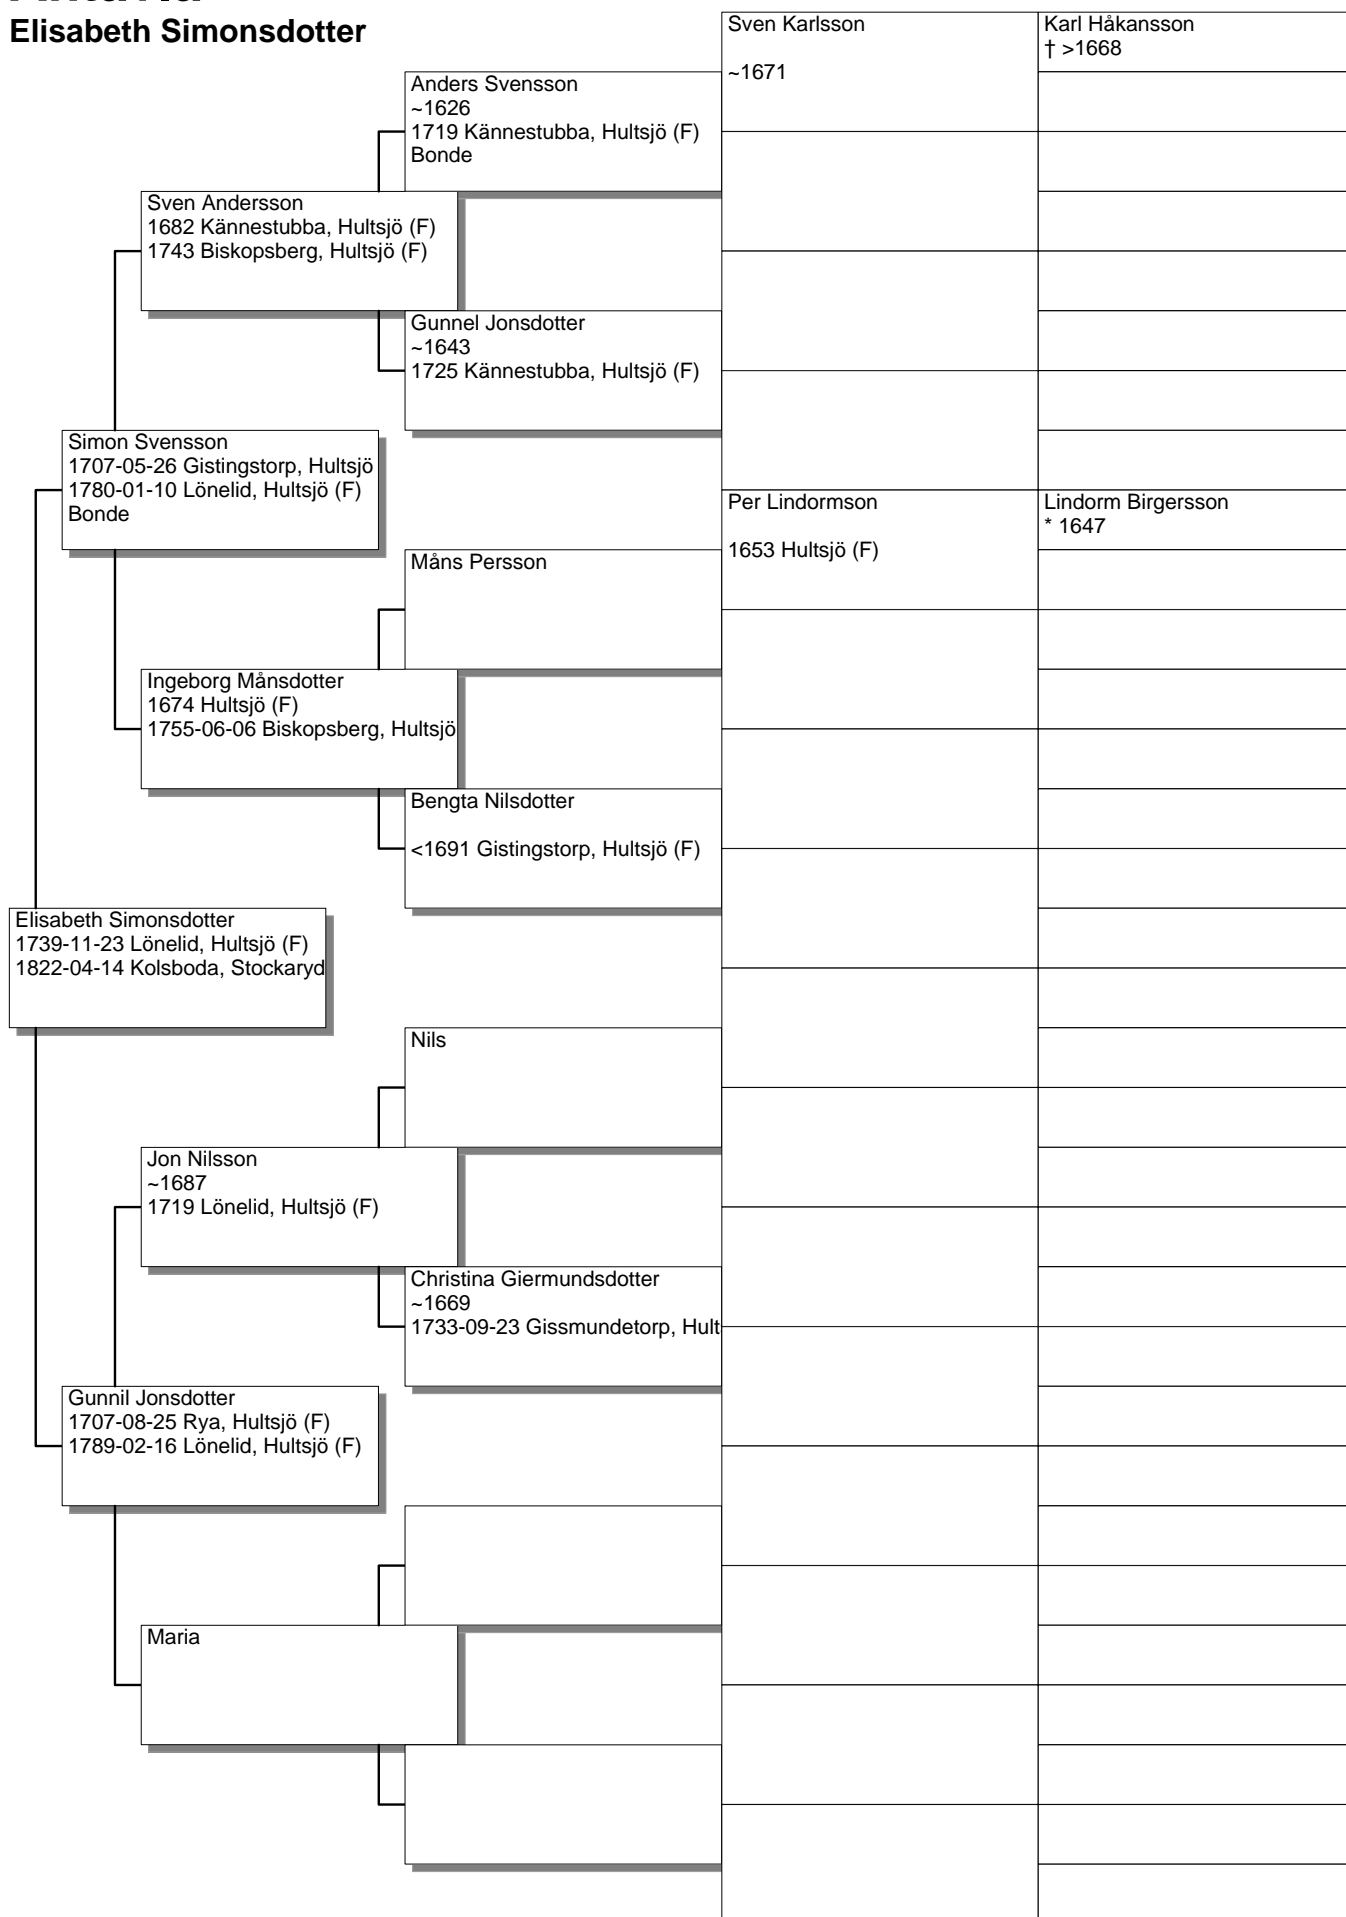 Elisabeth Simonsdotter
Sven Karlsson
~1671
Karl Håkansson
† >1668
Anders Svensson
~1626
1719 Kännestubba, Hultsjö (F)
Bonde
Sven Andersson
1682 Kännestubba, Hultsjö (F)
1743 Biskopsberg, Hultsjö (F)
Gunnel Jonsdotter
~1643
1725 Kännestubba, Hultsjö (F)
Simon Svensson
1707-05-26 Gistingstorp, Hultsjö
1780-01-10 Lönelid, Hultsjö (F)
Bonde
Per Lindormson
1653 Hultsjö (F)
Lindorm Birgersson
* 1647
Måns Persson
Ingeborg Månsdotter
1674 Hultsjö (F)
1755-06-06 Biskopsberg, Hultsjö
Bengta Nilsdotter
<1691 Gistingstorp, Hultsjö (F)
Elisabeth Simonsdotter
1739-11-23 Lönelid, Hultsjö (F)
1822-04-14 Kolsboda, Stockaryd
Nils
Jon Nilsson
~1687
1719 Lönelid, Hultsjö (F)
Christina Giermundsdotter
~1669
1733-09-23 Gissmundetorp, Hult
Gunnil Jonsdotter
1707-08-25 Rya, Hultsjö (F)
1789-02-16 Lönelid, Hultsjö (F)
Maria